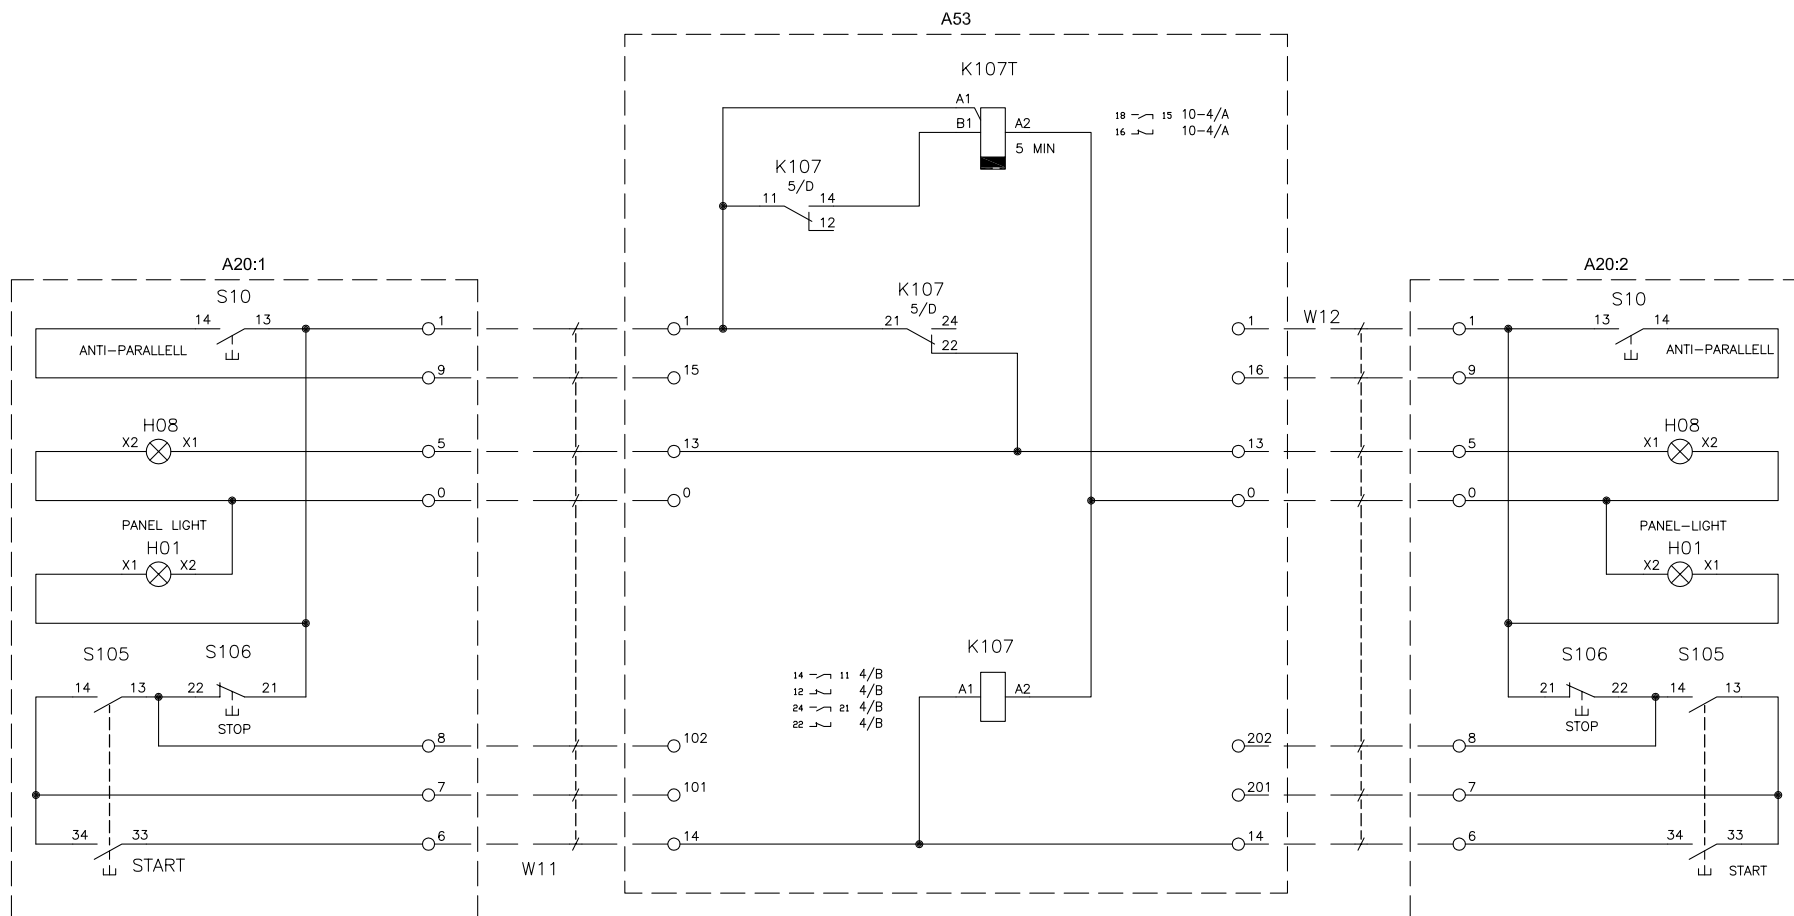 A53
K107T
A1
B1
A2
5 MIN
18 15 10-4/A
16 10-4/A
K107
5/D
11 14
12
A20:1
S10
14 13
1
ANTI-PARALLELL
9
H08
X2 X1
5
0
PANEL LIGHT
H01
X1 X2
S105
S106
14 13 22 21
STOP
8
7
34 33
6
START
W11
K107
5/D
1
21 24
22
15
13
0
1
16
13
0
K107
A1 A2
14 11 4/B
12 4/B
24 21 4/B
22 4/B
102
101
14
202
201
14
W12
A20:2
S10
1
13 14
ANTI-PARALLELL
9
H08
X1 X2
5
0
PANEL-LIGHT
H01
X2 X1
S106
S105
21 22 14 13
STOP
8
7
6
34 33
START